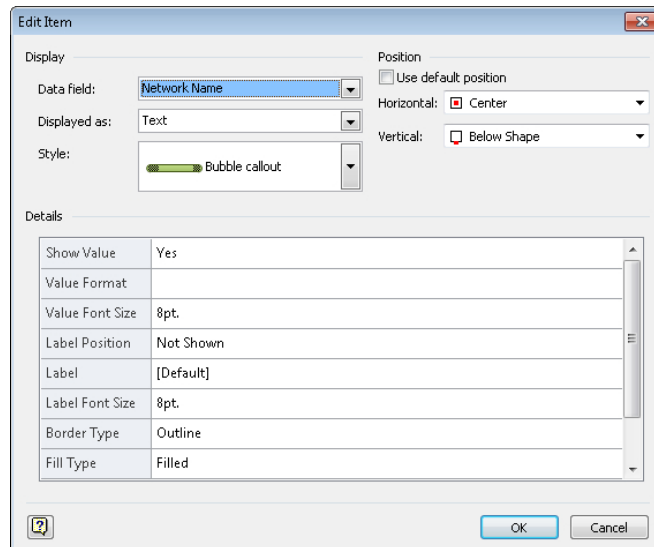 Edit Item
Display
Data field: Network Name
Displayed as: Text
Style: Bubble callout
Position
Use default position
Horizontal: Center
Vertical: Below Shape
Details
Show Value Yes
Value Format
Value Font Size 8pt.
Label Position Not Shown
Label [Default]
Label Font Size 8pt.
Border Type Outline
Fill Type Filled
OK Cancel